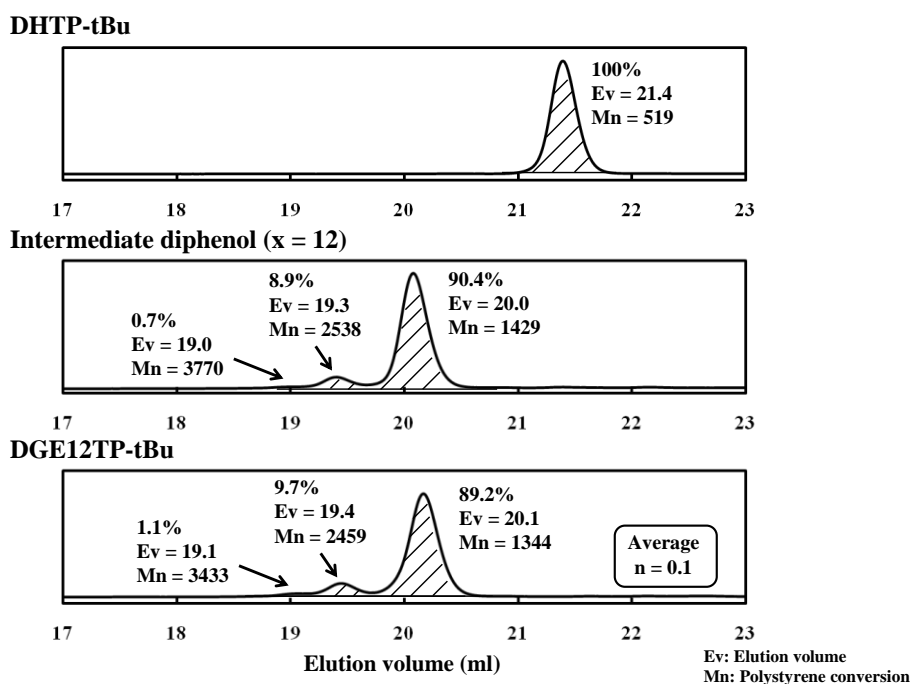 DHTP-tBu
100%
Ev = 21.4
Mn = 519
17 18 19 20 21 22 23
Intermediate diphenol (x = 12)
0.7%
Ev = 19.0
Mn = 3770
8.9%
Ev = 19.3
Mn = 2538
90.4%
Ev = 20.0
Mn = 1429
17 18 19 20 21 22 23
DGE12TP-tBu
1.1%
Ev = 19.1
Mn = 3433
9.7%
Ev = 19.4
Mn = 2459
89.2%
Ev = 20.1
Mn = 1344
Average
n = 0.1
17 18 19 20 21 22 23
Elution volume (ml)
Ev: Elution volume
Mn: Polystyrene conversion